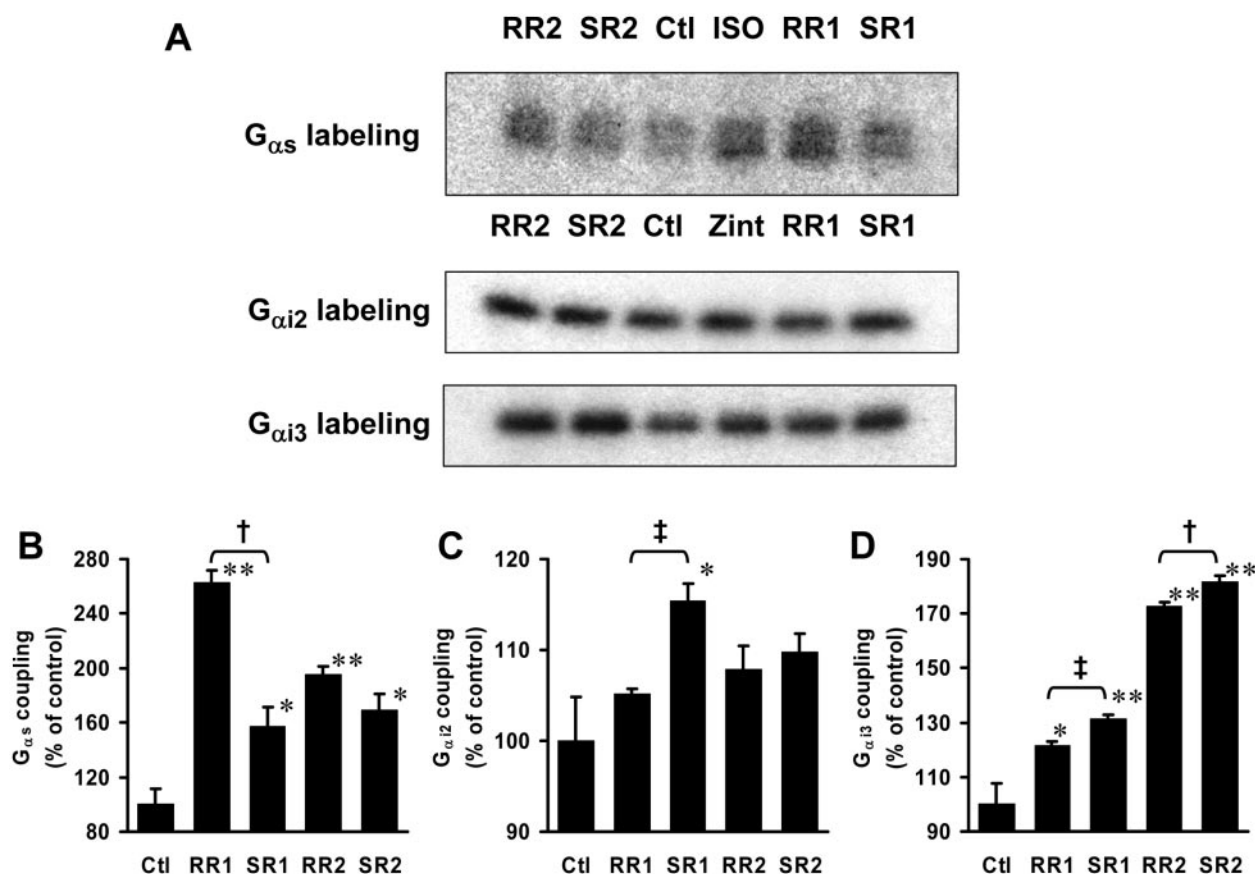 A
RR2 SR2 Ctl ISO RR1 SR1
Gαs labeling
RR2 SR2 Ctl Zint RR1 SR1
Gαi2 labeling
Gαi3 labeling
B
Gαs coupling
(% of control)
280
240
200
160
120
80
†
**
*
**
*
Ctl RR1 SR1 RR2 SR2
C
Gαi2 coupling
(% of control)
120
110
100
90
‡
*
Ctl RR1 SR1 RR2 SR2
D
Gαi3 coupling
(% of control)
190
170
150
130
110
90
‡
†
*
**
**
**
Ctl RR1 SR1 RR2 SR2